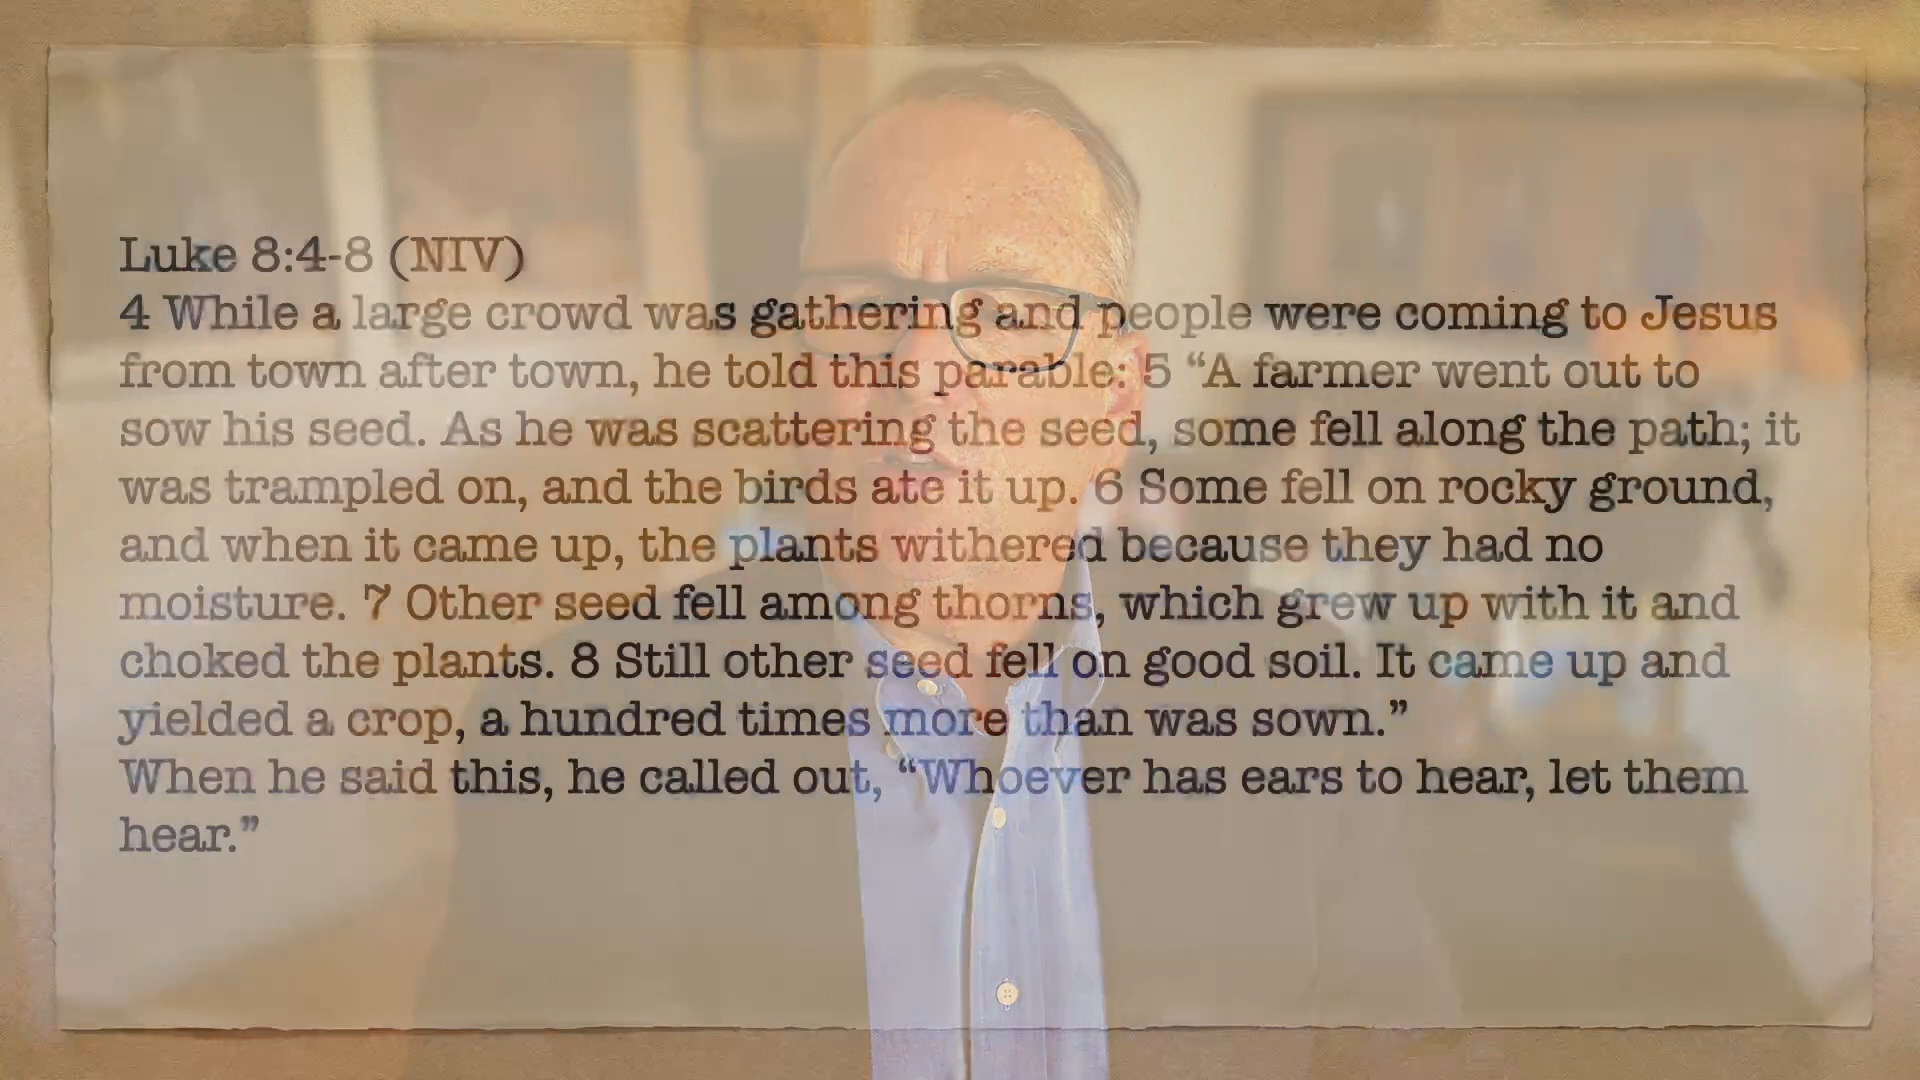 Luke 8:4-8 (NIV)
4 While a large crowd was gathering and people were coming to Jesus
from town after town, he told this parable: 5 “A farmer went out to
sow his seed. As he was scattering the seed, some fell along the path; it
was trampled on, and the birds ate it up. 6 Some fell on rocky ground,
and when it came up, the plants withered because they had no
moisture. 7 Other seed fell among thorns, which grew up with it and
choked the plants. 8 Still other seed fell on good soil. It came up and
yielded a crop, a hundred times more than was sown.”
When he said this, he called out, “Whoever has ears to hear, let them
hear.”